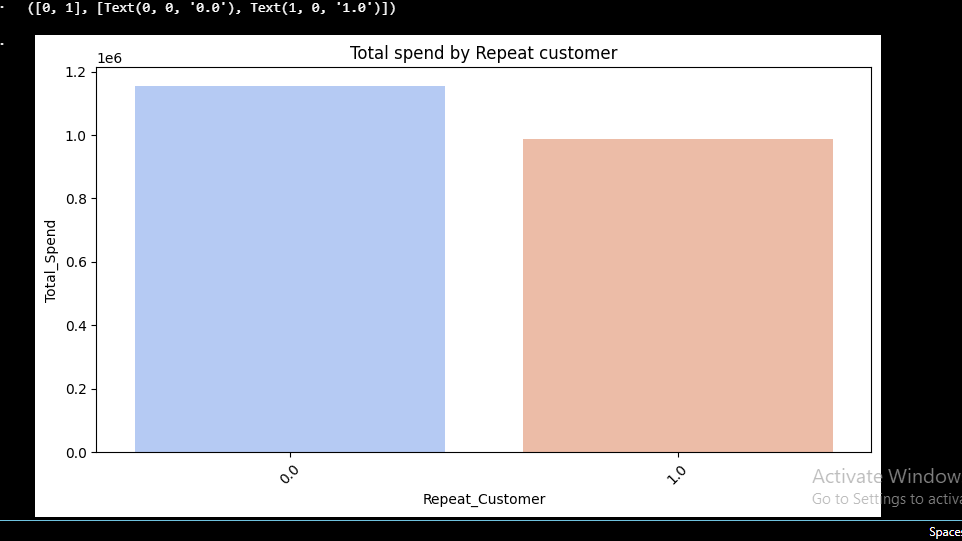 ([0, 1], [Text(0, 0, '0.0'), Text(1, 0, '1.0')])
Total spend by Repeat customer
1e6
1.2
1.0
0.8
0.6
0.4
0.2
0.0
Total_Spend
0.0
1.0
Repeat_Customer
Activate Window
Go to Settings to activa
Spaces